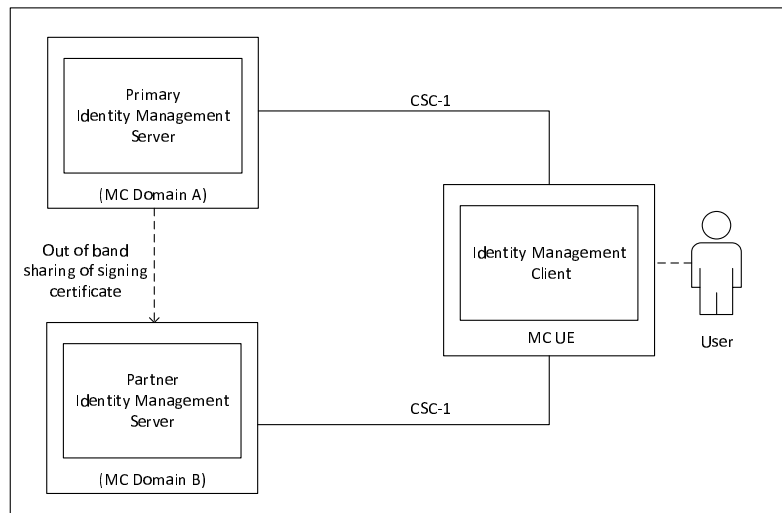 Primary
Identity Management
Server
(MC Domain A)
CSC-1
Out of band
sharing of signing
certificate
Identity Management
Client
MC UE
User
Partner
Identity Management
Server
(MC Domain B)
CSC-1